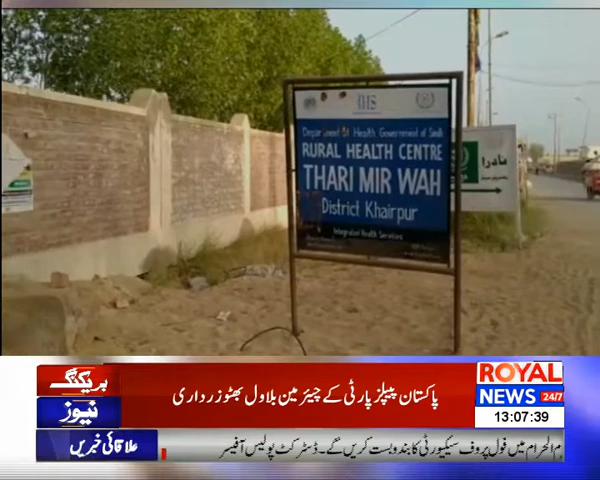 IHS
Department of Health Government of Sindh
RURAL HEALTH CENTRE
THARI MIR WAH
District Khairpur
Integrated Health Services
مادرا
بریکنگ
نیوز
پاکستان پیپلز پارٹی کے چیئرمین بلاول بھٹو زرداری
ROYAL
NEWS 24/7
13:07:39
علاقائی خبریں
م الحرام میں فول پروف سیکیورٹی کا بندوبست کریں گے۔ ڈسٹرکٹ پولیس آفیسر